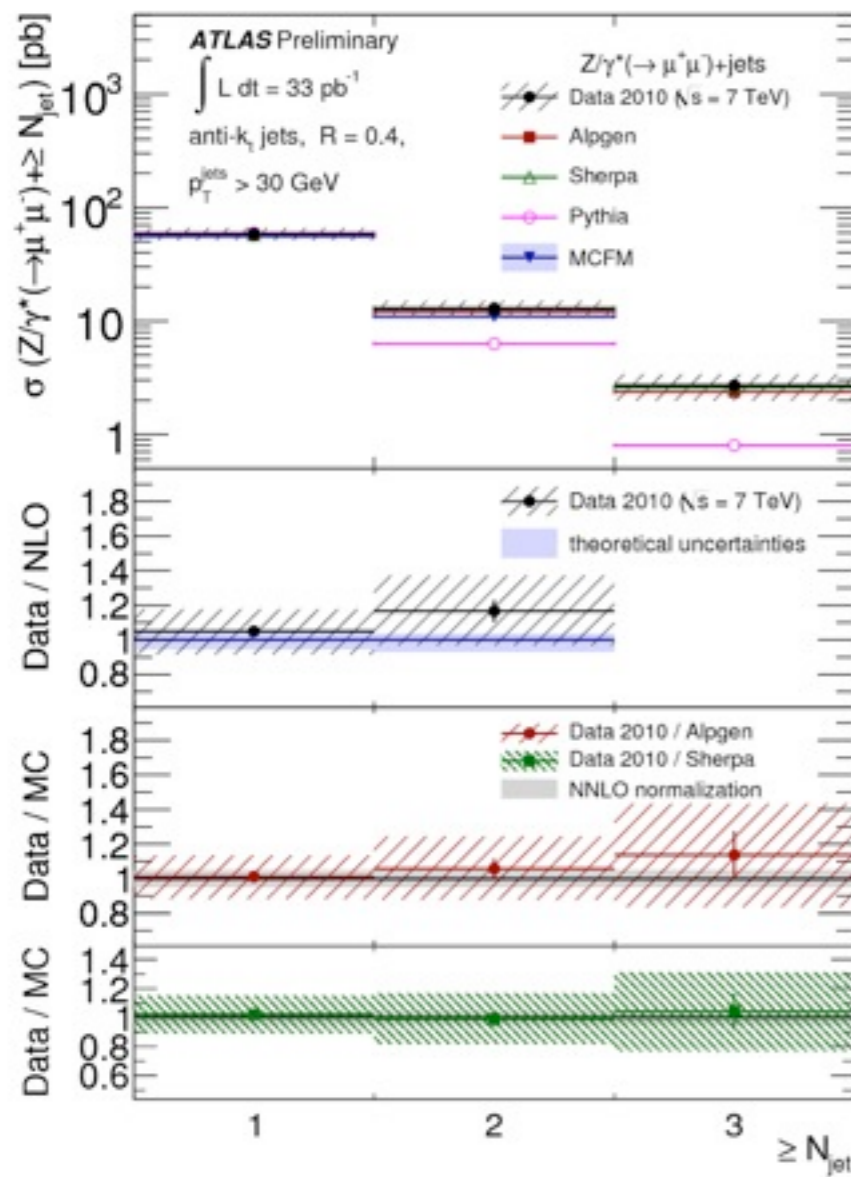 ATLAS Preliminary
∫ L dt = 33 pb⁻¹
anti-kₜ jets, R = 0.4,
p_T^jets > 30 GeV
Z/γ*(→ μ⁺μ⁻)+jets
Data 2010 (√s = 7 TeV)
Alpgen
Sherpa
Pythia
MCFM
σ (Z/γ*(→μ⁺μ⁻)+≥ N_jet) [pb]
10³
10²
10
1
Data / NLO
1.8
1.6
1.4
1.2
1
0.8
Data 2010 (√s = 7 TeV)
theoretical uncertainties
Data / MC
1.8
1.6
1.4
1.2
1
0.8
Data 2010 / Alpgen
Data 2010 / Sherpa
NNLO normalization
Data / MC
1.4
1.2
1
0.8
0.6
1 2 3
≥ N_jet